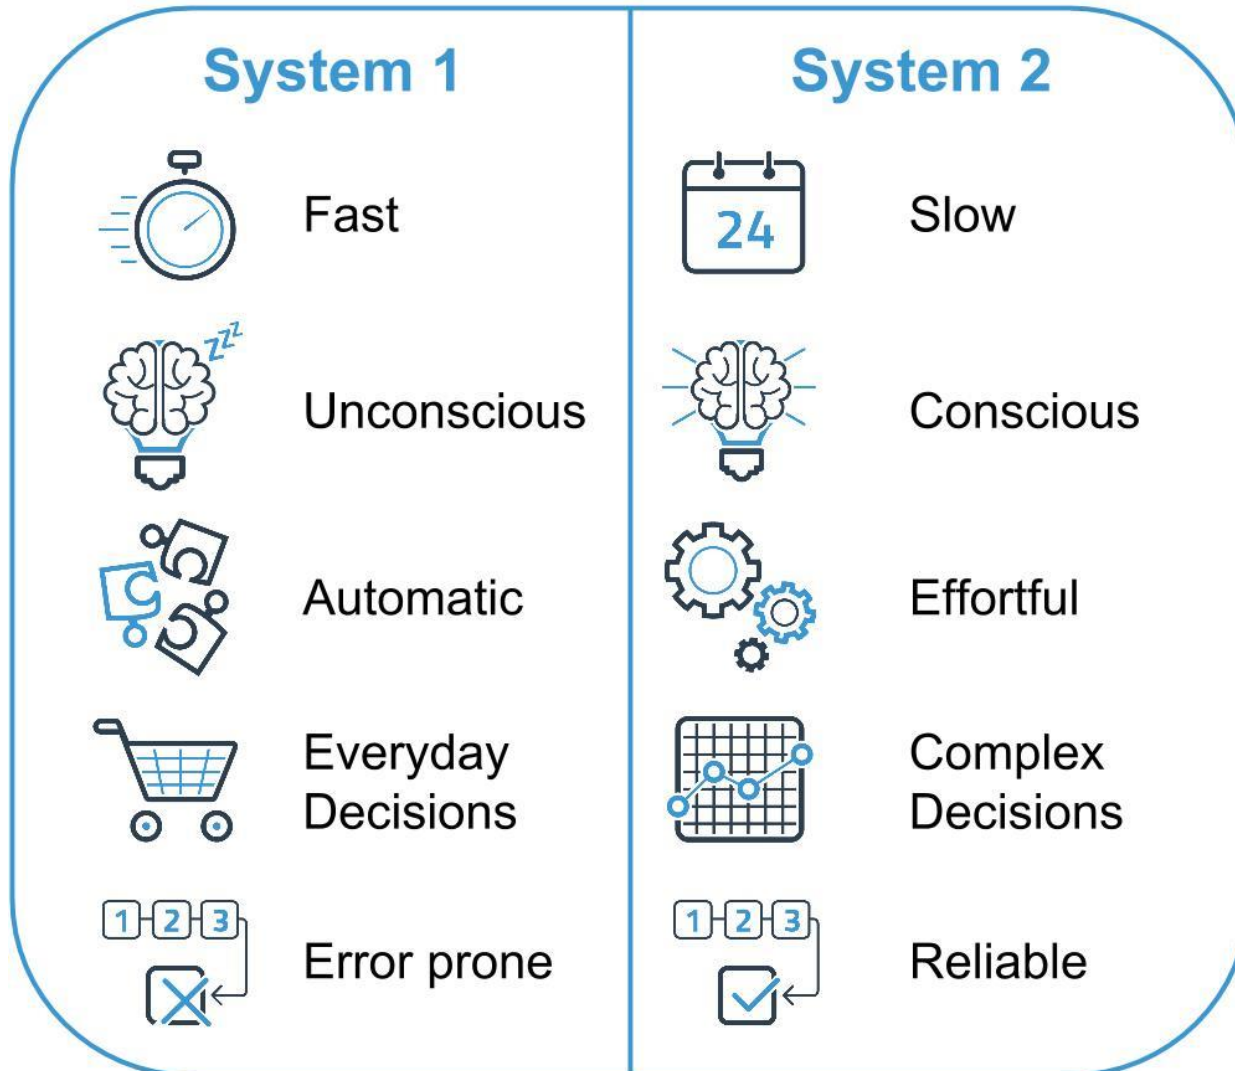 System 1
Fast
zzz
Unconscious
Automatic
Everyday
Decisions
1 2 3
Error prone
System 2
24
Slow
Conscious
Effortful
Complex
Decisions
1 2 3
Reliable